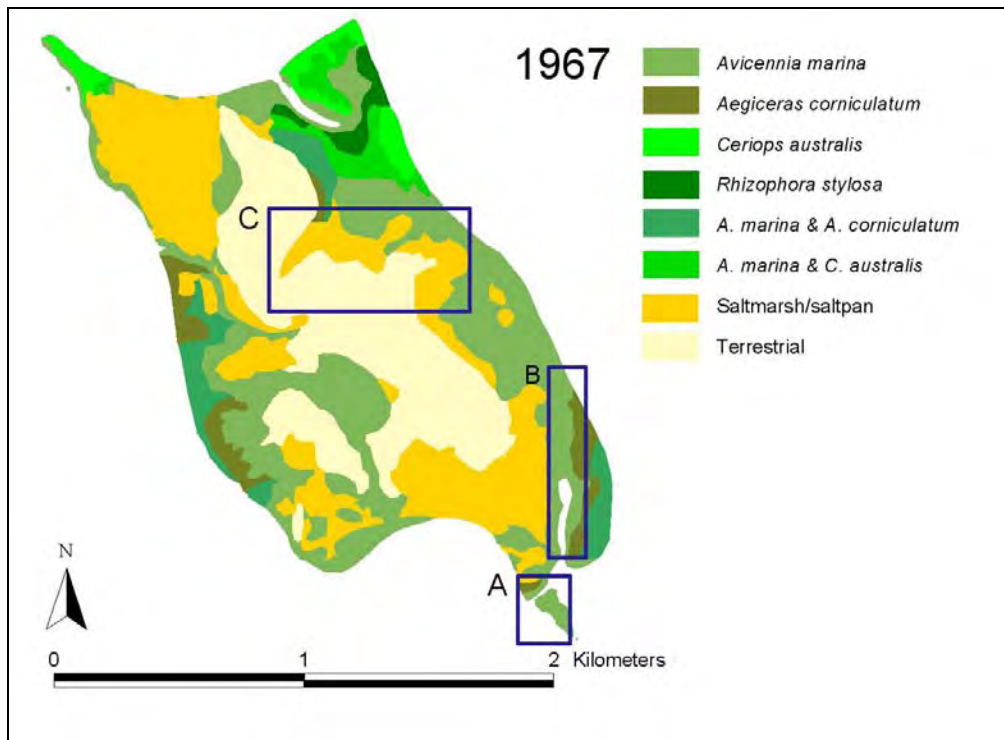 1967
Avicennia marina
Aegiceras corniculatum
Ceriops australis
Rhizophora stylosa
A. marina & A. corniculatum
A. marina & C. australis
Saltmarsh/saltpan
Terrestrial
C
B
A
N
0 1 2 Kilometers